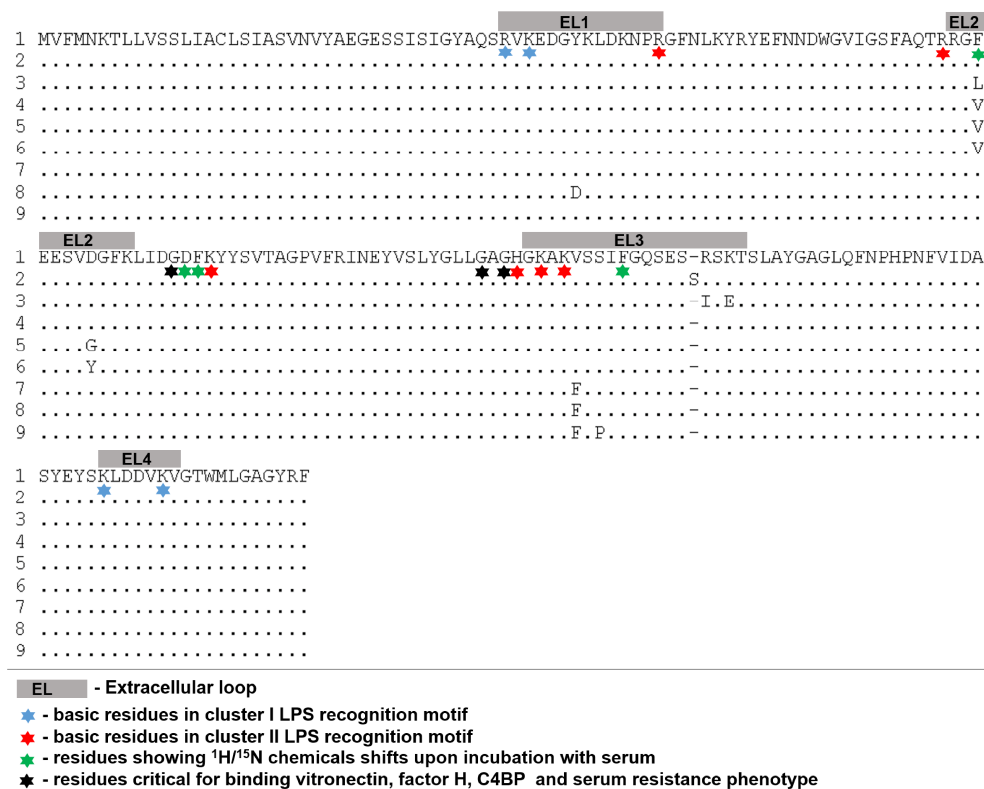 EL1 EL2
1 MVFMNKTLLVSSLIACLSIASVNVYAEGESSISIGYAQSRVKEDGYKLDKNPRGFNLKYRYEFNNDWGVIGSFAQTRRGF
2 ................................................................................
3 ...............................................................................L
4 ...............................................................................V
5 ...............................................................................V
6 ...............................................................................V
7 ................................................................................
8 .............................................D..................................
9 ................................................................................
EL2 EL3
1 EESVDGFKLIDGDFKYYSVTAGPVFRINEYVSLYGLLGAGHGKAKVSSIFGQSES-RSKTSLAYGAGLQFNPHPNFVIDA
2 .......................................................S........................
3 .......................................................-I.E.....................
4 .......................................................-........................
5 ....G..................................................-........................
6 ....Y..................................................-........................
7 .............................................F.........-........................
8 .............................................F.........-........................
9 .............................................F.P.......-........................
EL4
1 SYEYSKLDDVKVGTWMLGAGYRF
2 .......................
3 .......................
4 .......................
5 .......................
6 .......................
7 .......................
8 .......................
9 .......................
EL - Extracellular loop
- basic residues in cluster I LPS recognition motif
- basic residues in cluster II LPS recognition motif
- residues showing ¹H/¹⁵N chemicals shifts upon incubation with serum
- residues critical for binding vitronectin, factor H, C4BP and serum resistance phenotype